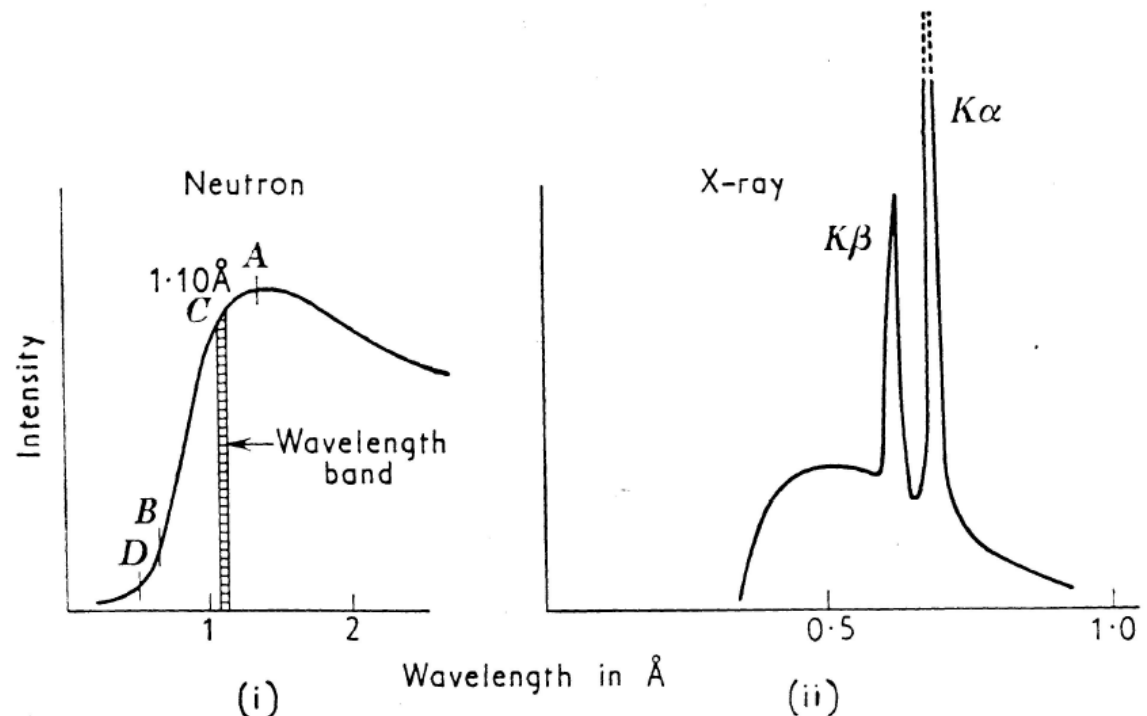 Neutron
1·10Å
A
C
Intensity
Wavelength
band
B
D
1
2
(i)
X-ray
Kα
Kβ
0·5
1·0
(ii)
Wavelength in Å